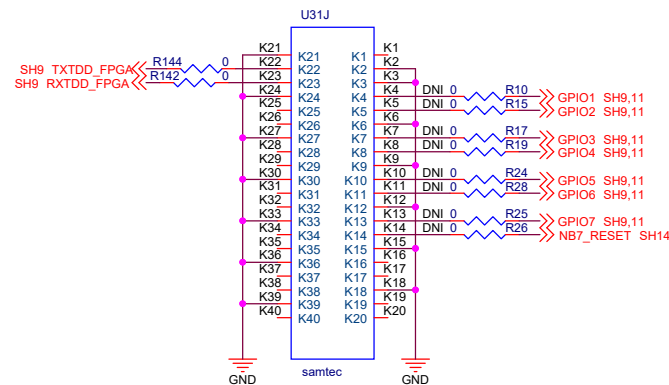 U31J
K21 K21 K1 K1
SH9 TXTDD_FPGA R144 0 K22 K22 K2 K2
SH9 RXTDD_FPGA R142 0 K23 K23 K3 K3
K24 K24 K4 K4 DNI 0 R10 GPIO1 SH9,11
K25 K25 K5 K5 DNI 0 R15 GPIO2 SH9,11
K26 K26 K6 K6
K27 K27 K7 K7 DNI 0 R17 GPIO3 SH9,11
K28 K28 K8 K8 DNI 0 R19 GPIO4 SH9,11
K29 K29 K9 K9
K30 K30 K10 K10 DNI 0 R24 GPIO5 SH9,11
K31 K31 K11 K11 DNI 0 R28 GPIO6 SH9,11
K32 K32 K12 K12
K33 K33 K13 K13 DNI 0 R25 GPIO7 SH9,11
K34 K34 K14 K14 DNI 0 R26 NB7_RESET SH14
K35 K35 K15 K15
K36 K36 K16 K16
K37 K37 K17 K17
K38 K38 K18 K18
K39 K39 K19 K19
K40 K40 K20 K20
GND samtec GND